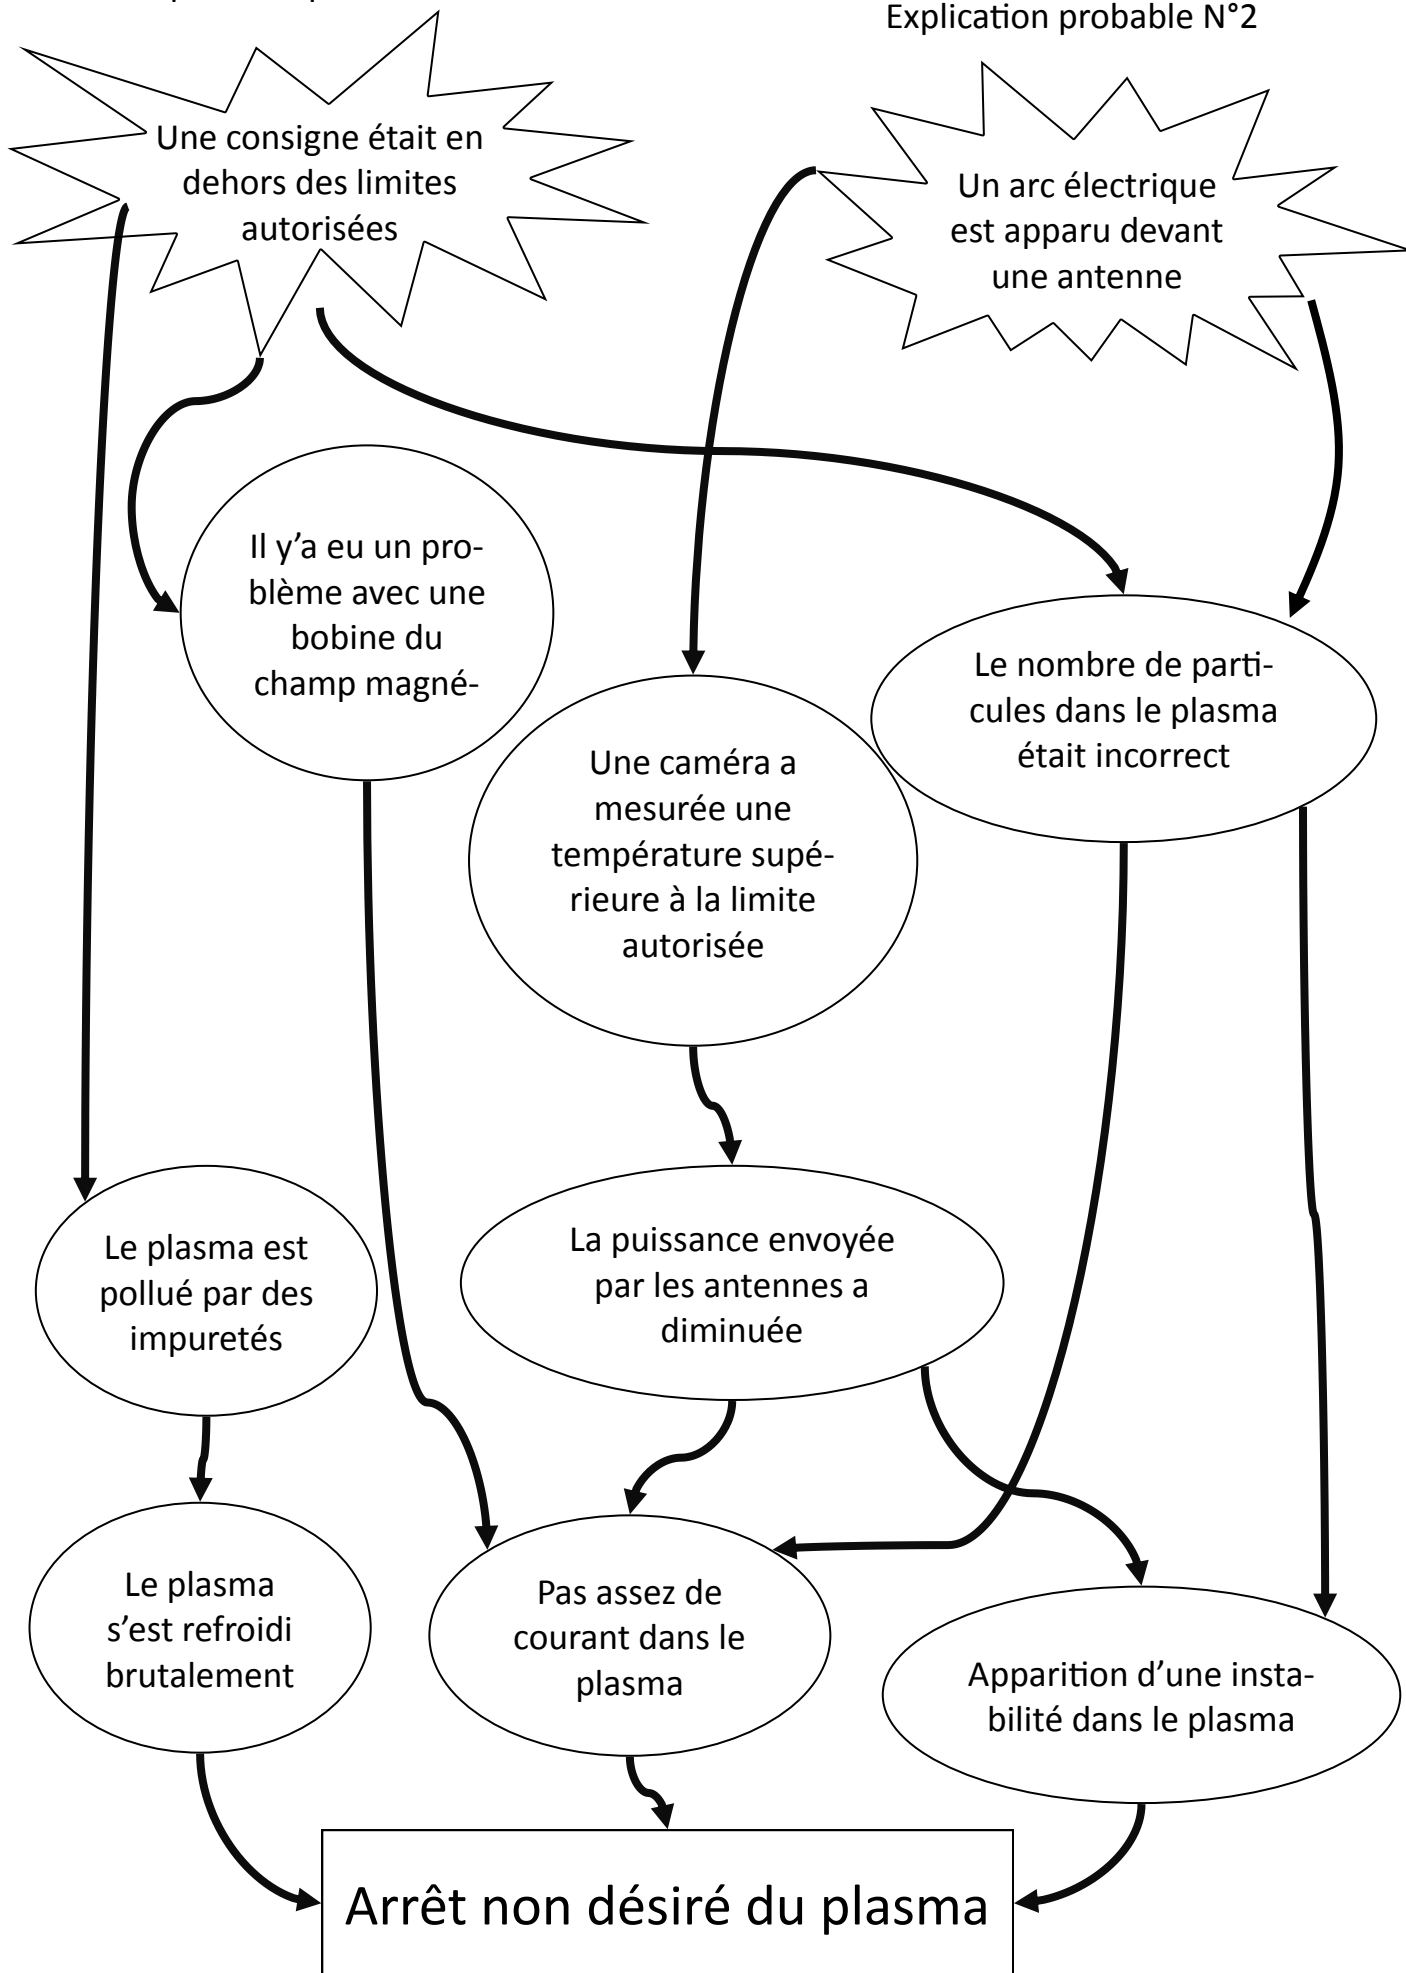 Explication probable N°2
Une consigne était en
dehors des limites
autorisées
Un arc électrique
est apparu devant
une antenne
Il y'a eu un pro-
blème avec une
bobine du
champ magné-
Le nombre de parti-
cules dans le plasma
était incorrect
Une caméra a
mesurée une
température supé-
rieure à la limite
autorisée
Le plasma est
pollué par des
impuretés
La puissance envoyée
par les antennes a
diminuée
Le plasma
s'est refroidi
brutalement
Pas assez de
courant dans le
plasma
Apparition d'une insta-
bilité dans le plasma
Arrêt non désiré du plasma